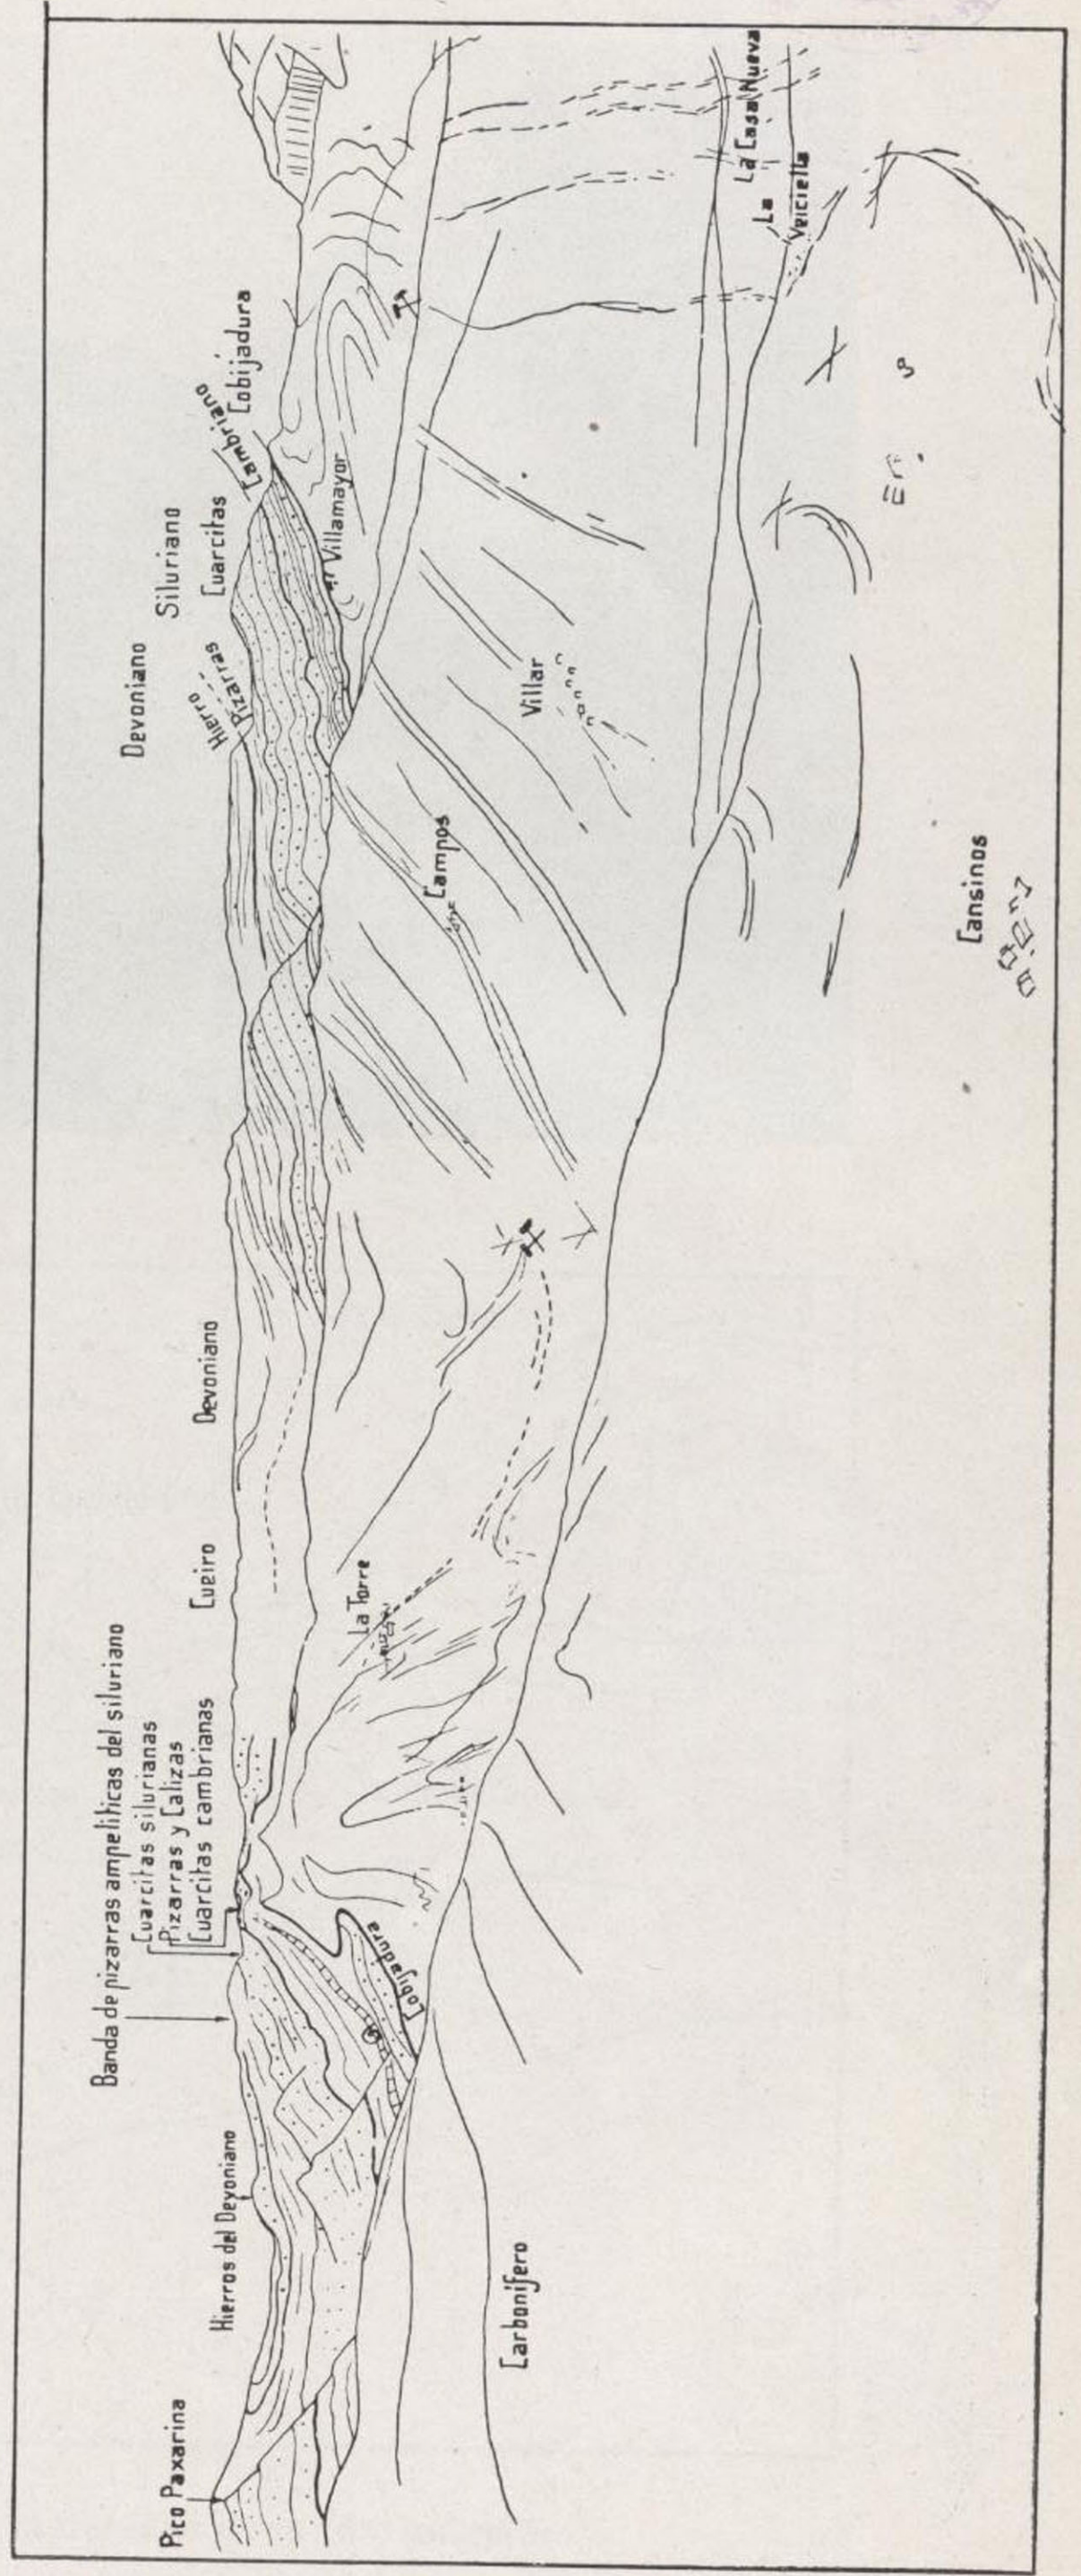 Pico Paxarina
Hierros del Devoniano
Banda de pizarras ampeliticas del siluriano
Cuarcitas silurianas
Pizarras y Calizas
Cuarcitas cambrianas
Cobijadura
Carbonífero
Cueiro
La Torre
Devoniano
Campos
Devoniano
Hierro
Pizarras
Siluriano
Cuarcitas
Cambriano
Cobijadura
Villamayor
Villar
Cansinos
La Casa Nueva
La
Veiciella